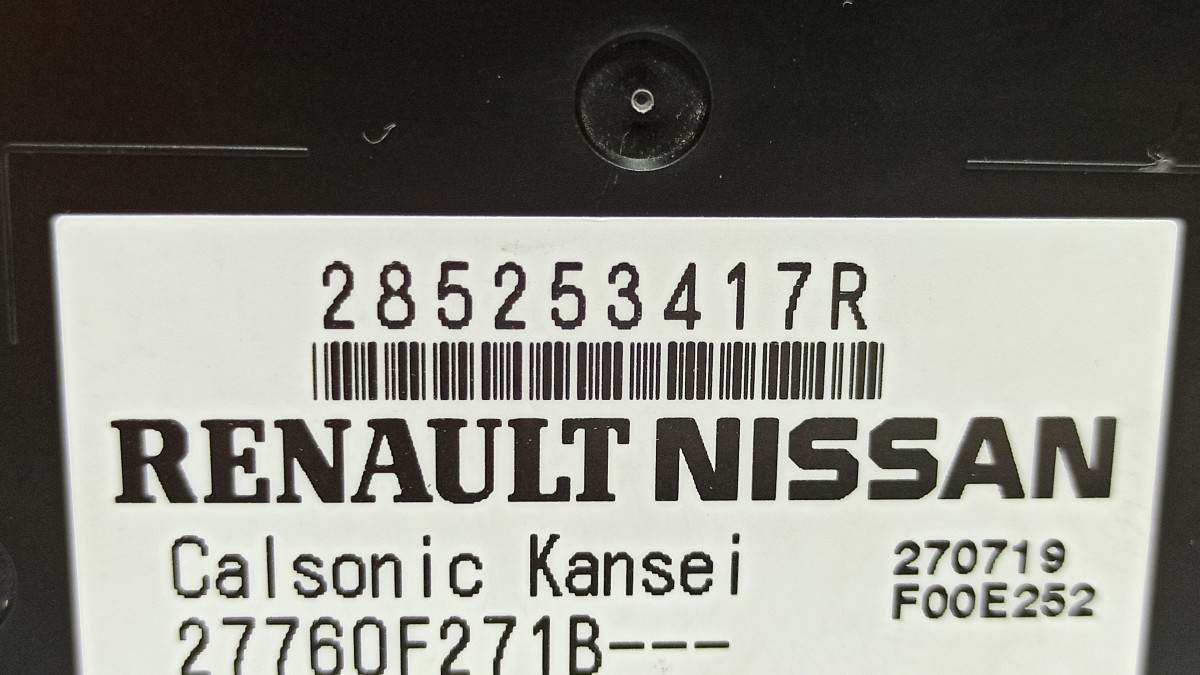 285253417R
RENAULT NISSAN
Calsonic Kansei
270719
F00E252
27760F271B---